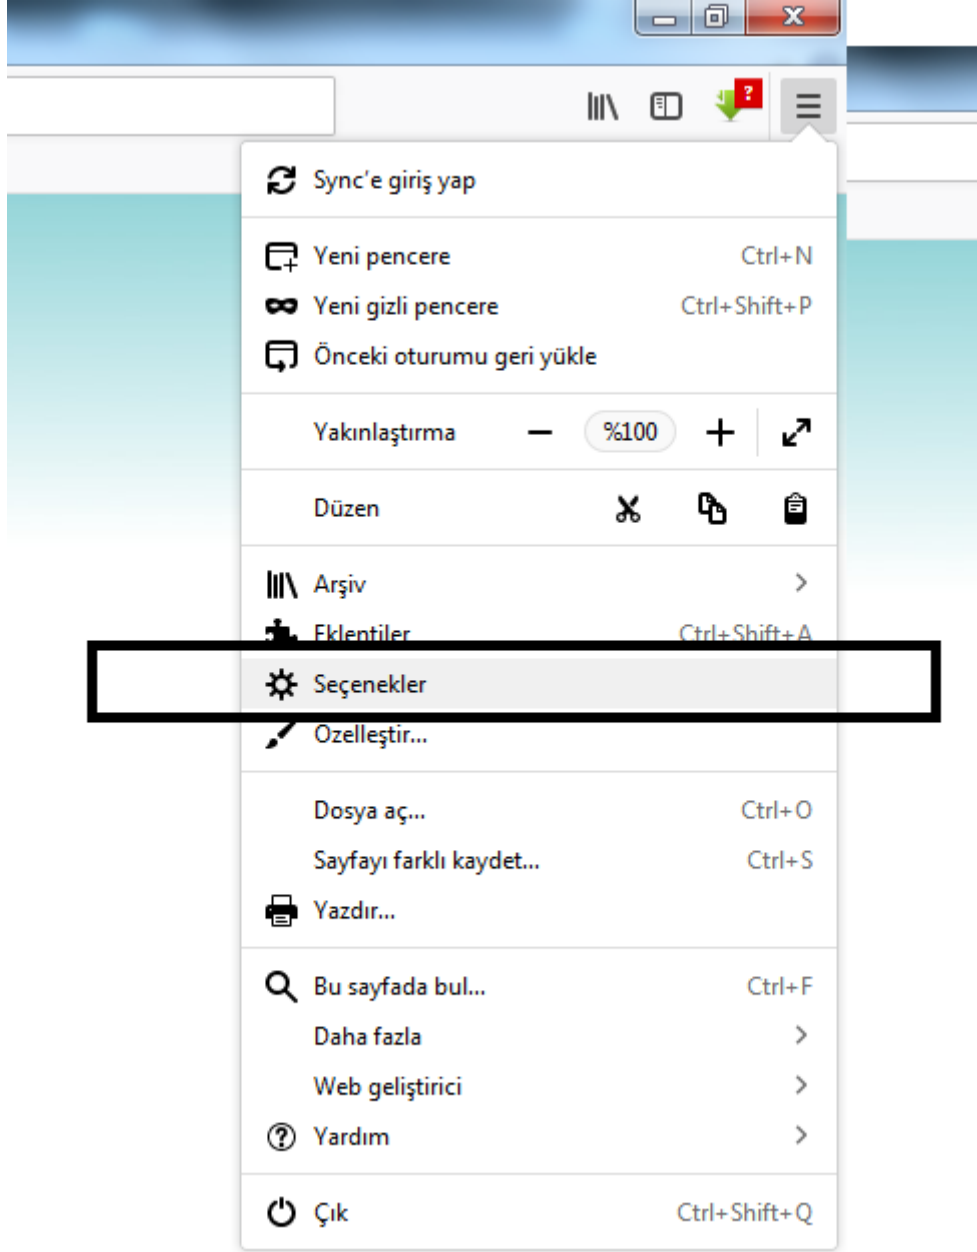 ?
Sync'e giriş yap
Yeni pencere Ctrl+N
Yeni gizli pencere Ctrl+Shift+P
Önceki oturumu geri yükle
Yakınlaştırma %100
Düzen
Arşiv
Eklentiler Ctrl+Shift+A
Seçenekler
Özelleştir...
Dosya aç... Ctrl+O
Sayfayı farklı kaydet... Ctrl+S
Yazdır...
Bu sayfada bul... Ctrl+F
Daha fazla
Web geliştirici
Yardım
Çık Ctrl+Shift+Q